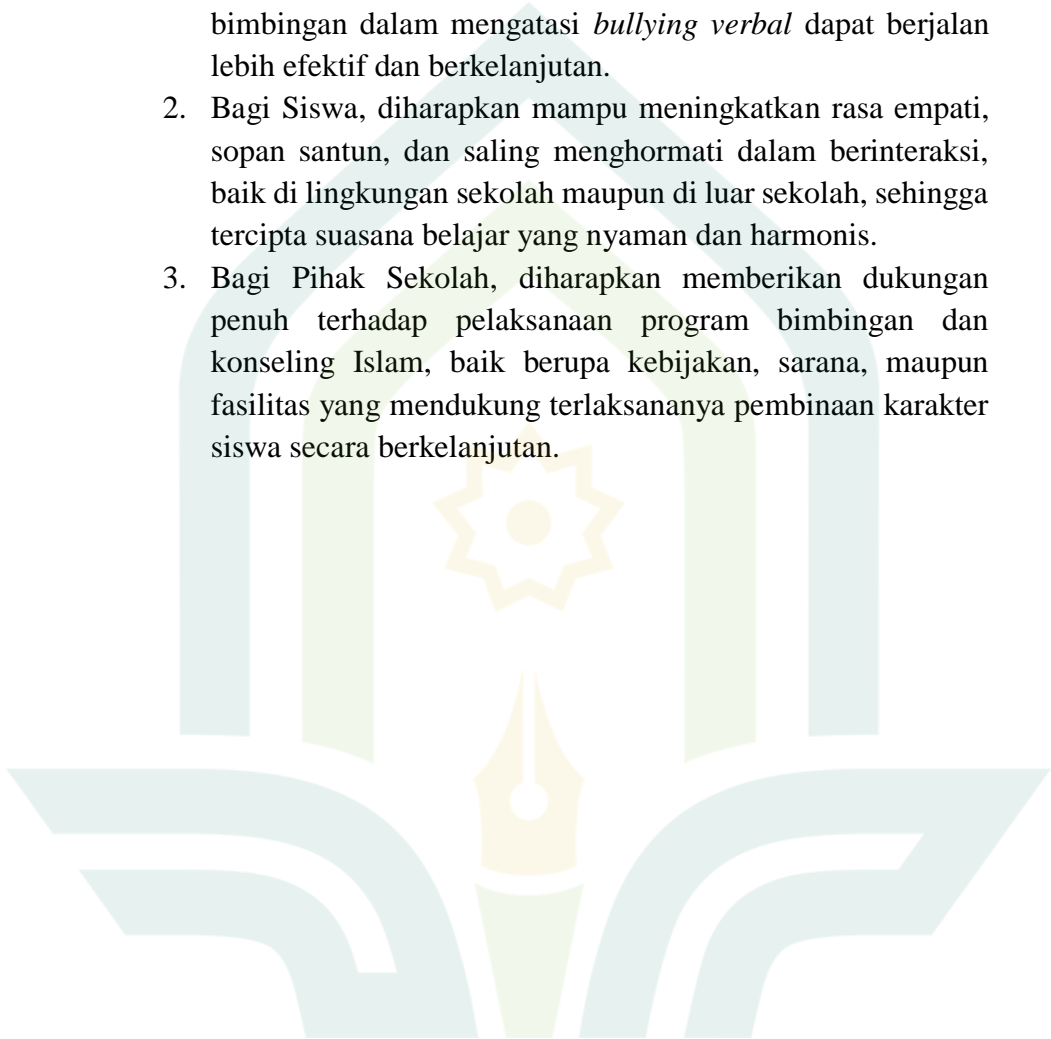 bimbingan dalam mengatasi bullying verbal dapat berjalan
lebih efektif dan berkelanjutan.
2. Bagi Siswa, diharapkan mampu meningkatkan rasa empati,
sopan santun, dan saling menghormati dalam berinteraksi,
baik di lingkungan sekolah maupun di luar sekolah, sehingga
tercipta suasana belajar yang nyaman dan harmonis.
3. Bagi Pihak Sekolah, diharapkan memberikan dukungan
penuh terhadap pelaksanaan program bimbingan dan
konseling Islam, baik berupa kebijakan, sarana, maupun
fasilitas yang mendukung terlaksananya pembinaan karakter
siswa secara berkelanjutan.